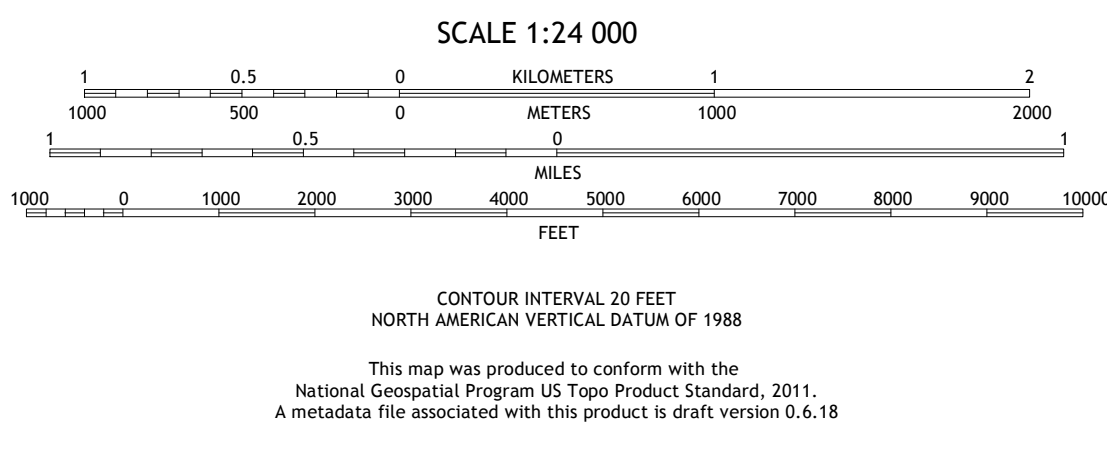 SCALE 1:24 000
1 0.5 0 KILOMETERS 1 2
1000 500 0 METERS 1000 2000
1 0.5 0 1
MILES
1000 0 1000 2000 3000 4000 5000 6000 7000 8000 9000 10000
FEET
CONTOUR INTERVAL 20 FEET
NORTH AMERICAN VERTICAL DATUM OF 1988
This map was produced to conform with the
National Geospatial Program US Topo Product Standard, 2011.
A metadata file associated with this product is draft version 0.6.18